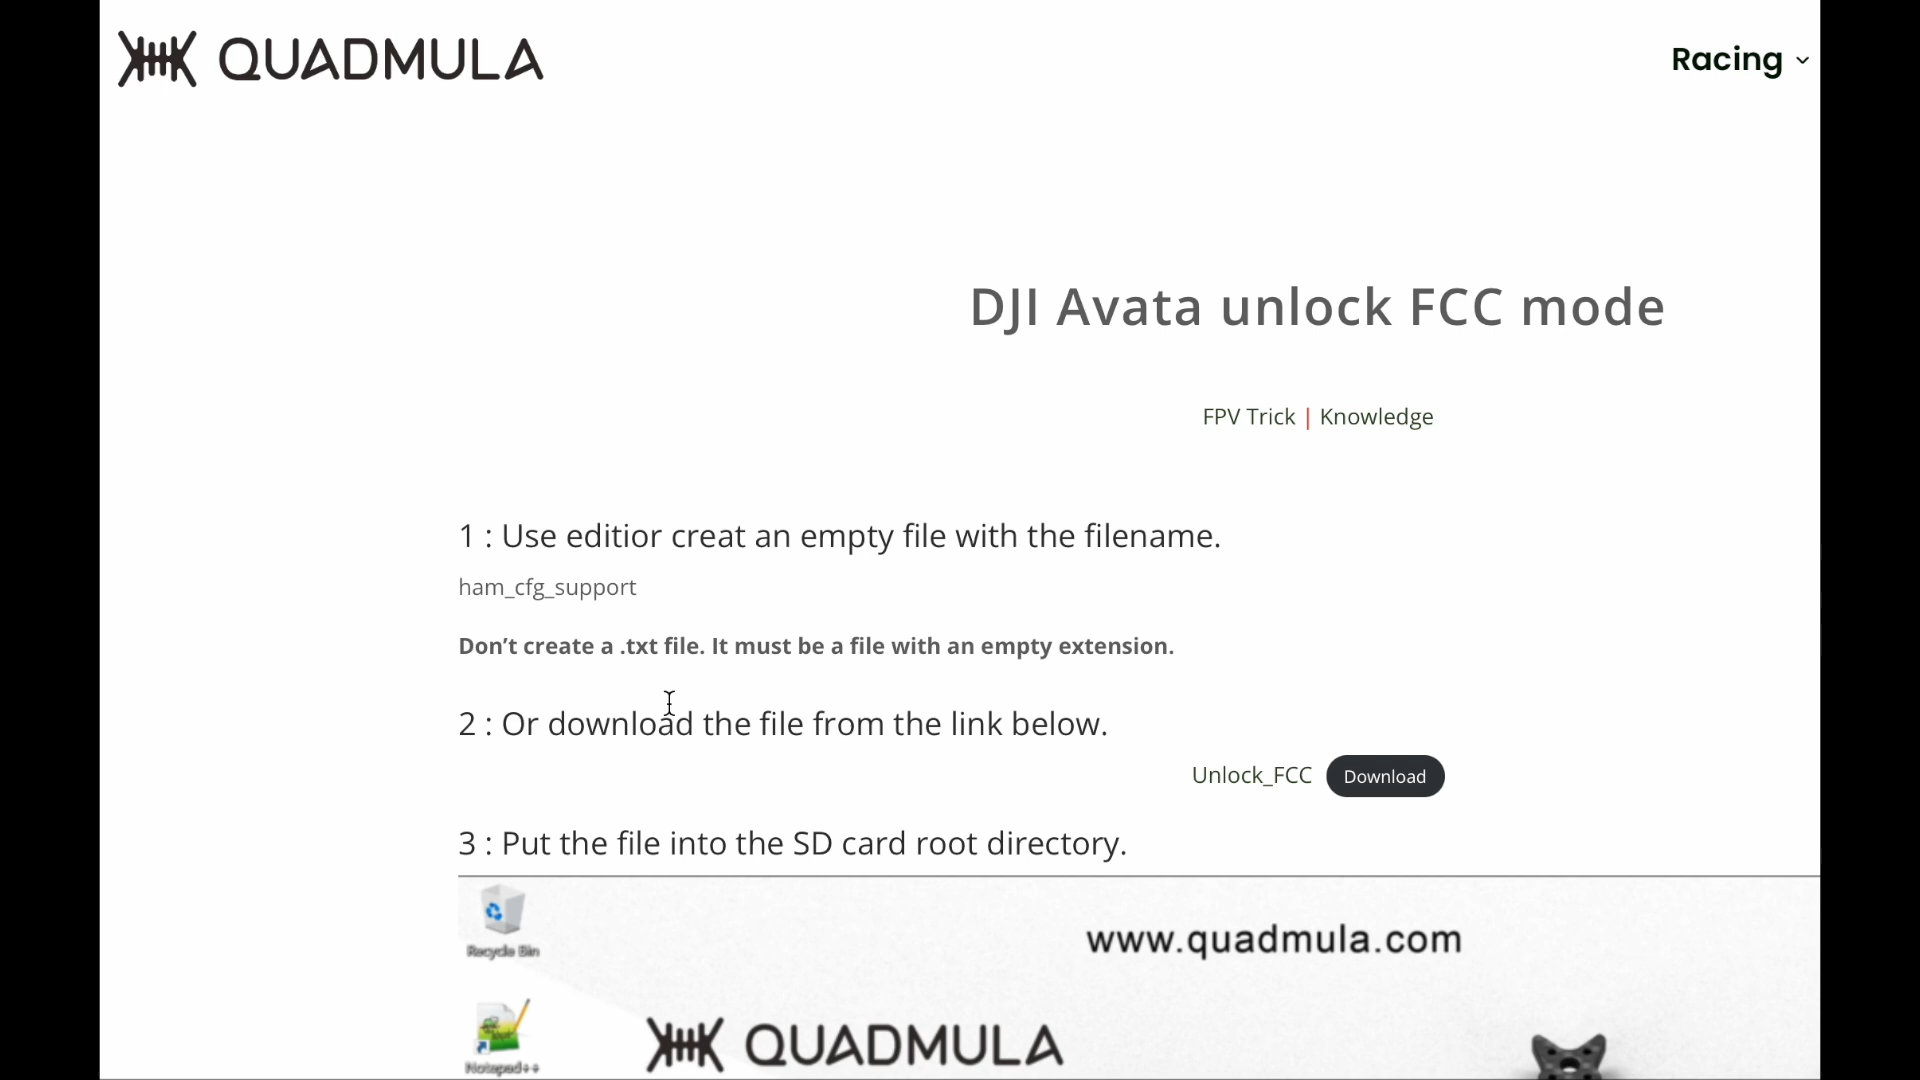 QUADMULA
Racing
DJI Avata unlock FCC mode
FPV Trick | Knowledge
1 : Use editior creat an empty file with the filename.
ham_cfg_support
Don’t create a .txt file. It must be a file with an empty extension.
2 : Or download the file from the link below.
Unlock_FCC Download
3 : Put the file into the SD card root directory.
Recycle Bin
www.quadmula.com
Notepad++
QUADMULA